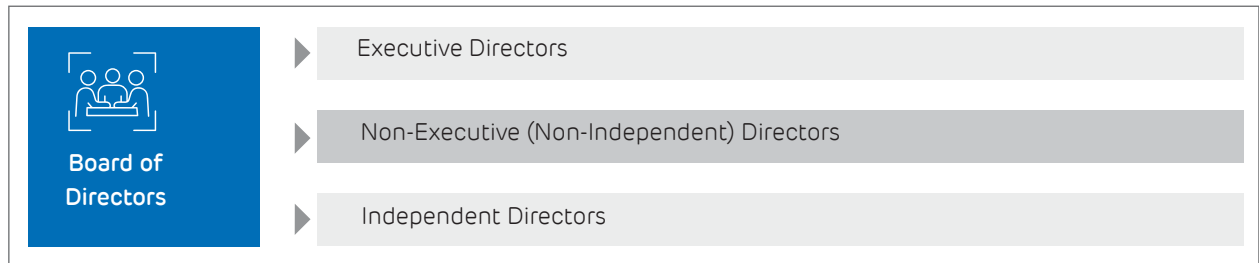 Board of
Directors
Executive Directors
Non-Executive (Non-Independent) Directors
Independent Directors